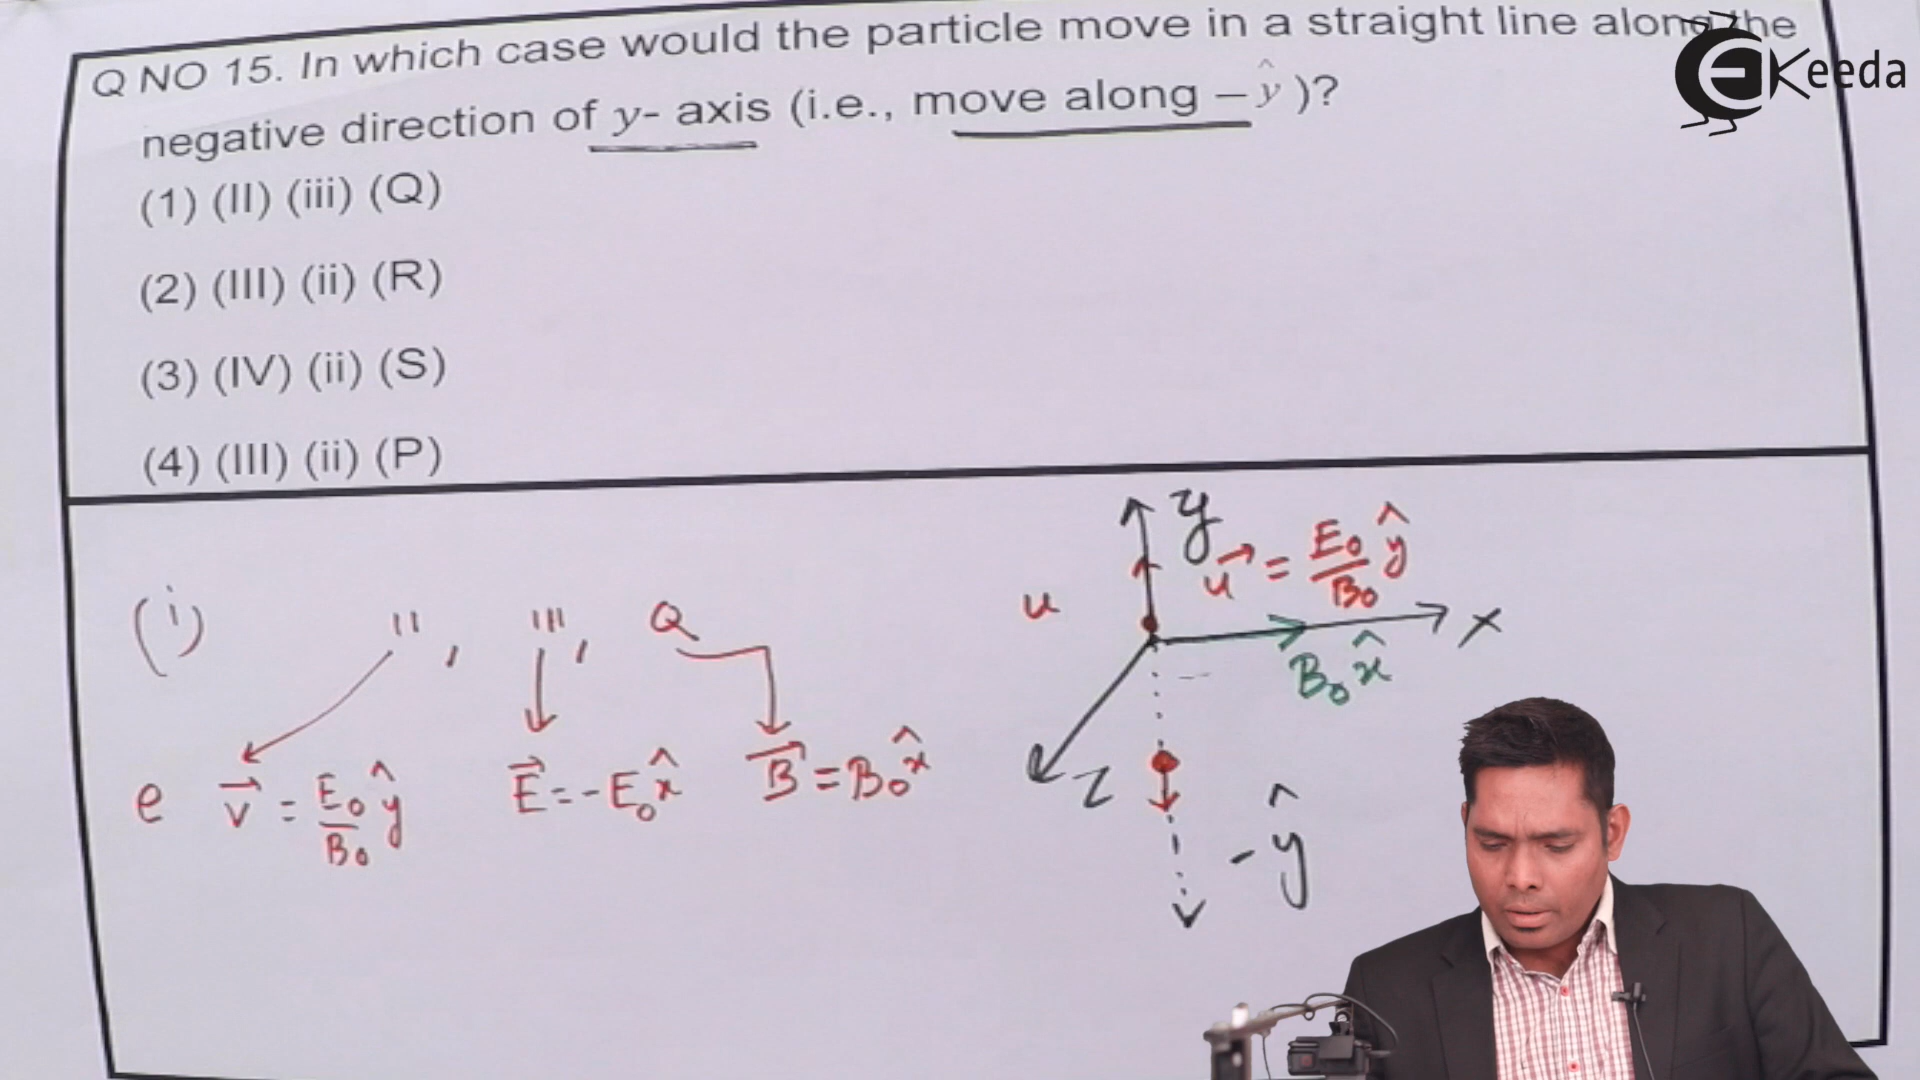 Q NO 15. In which case would the particle move in a straight line along the
negative direction of y- axis (i.e., move along – ŷ )?
(1) (II) (iii) (Q)
(2) (III) (ii) (R)
(3) (IV) (ii) (S)
(4) (III) (ii) (P)
EKeeda
(i) II , III , Q
e v⃗ = E₀/B₀ ŷ E⃗ = -E₀x̂ B⃗ = B₀x̂
y
u u⃗ = E₀/B₀ ŷ
x
B₀x̂
z
-ŷ